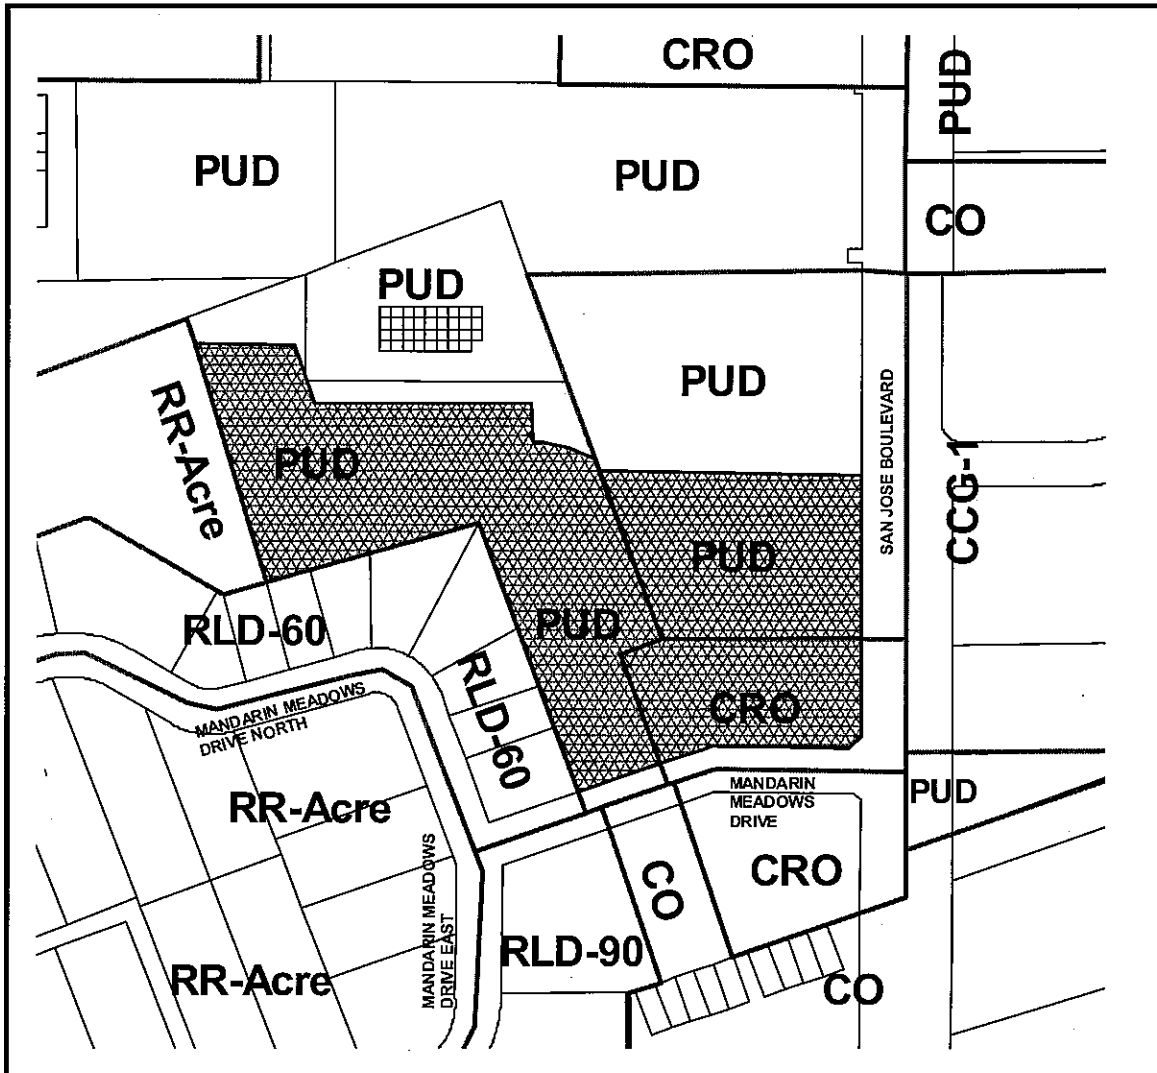 CRO
PUD
PUD
PUD
CO
PUD
PUD
RR-Acre
SAN JOSE BOULEVARD
PUD
CCG-1
PUD
RLD-60
PUD
RLD-60
CRO
MANDARIN MEADOWS
DRIVE NORTH
MANDARIN
MEADOWS
DRIVE
PUD
RR-Acre
MANDARIN MEADOWS
DRIVE EAST
CO
CRO
RLD-90
RR-Acre
CO